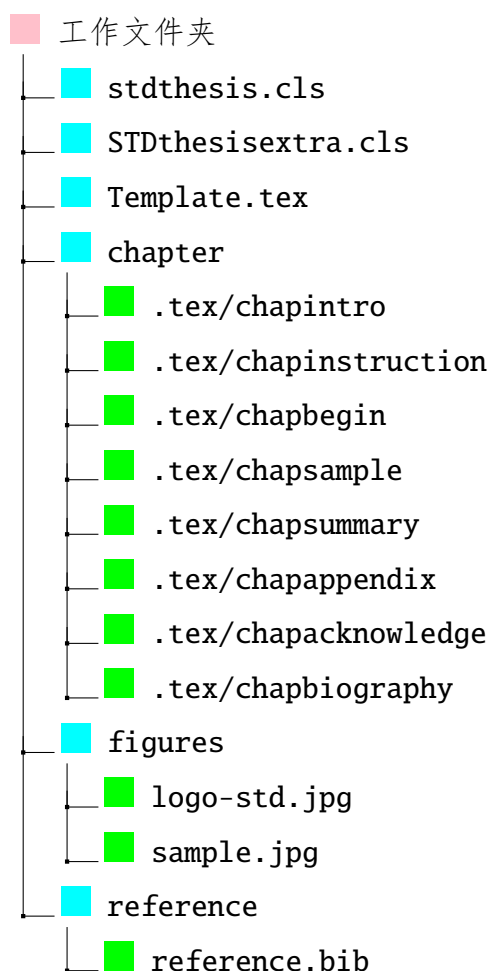 工作文件夹
stdthesis.cls
STDthesisextra.cls
Template.tex
chapter
.tex/chapintro
.tex/chapinstruction
.tex/chapbegin
.tex/chapsample
.tex/chapsummary
.tex/chapappendix
.tex/chapacknowledge
.tex/chapbiography
figures
logo-std.jpg
sample.jpg
reference
reference.bib